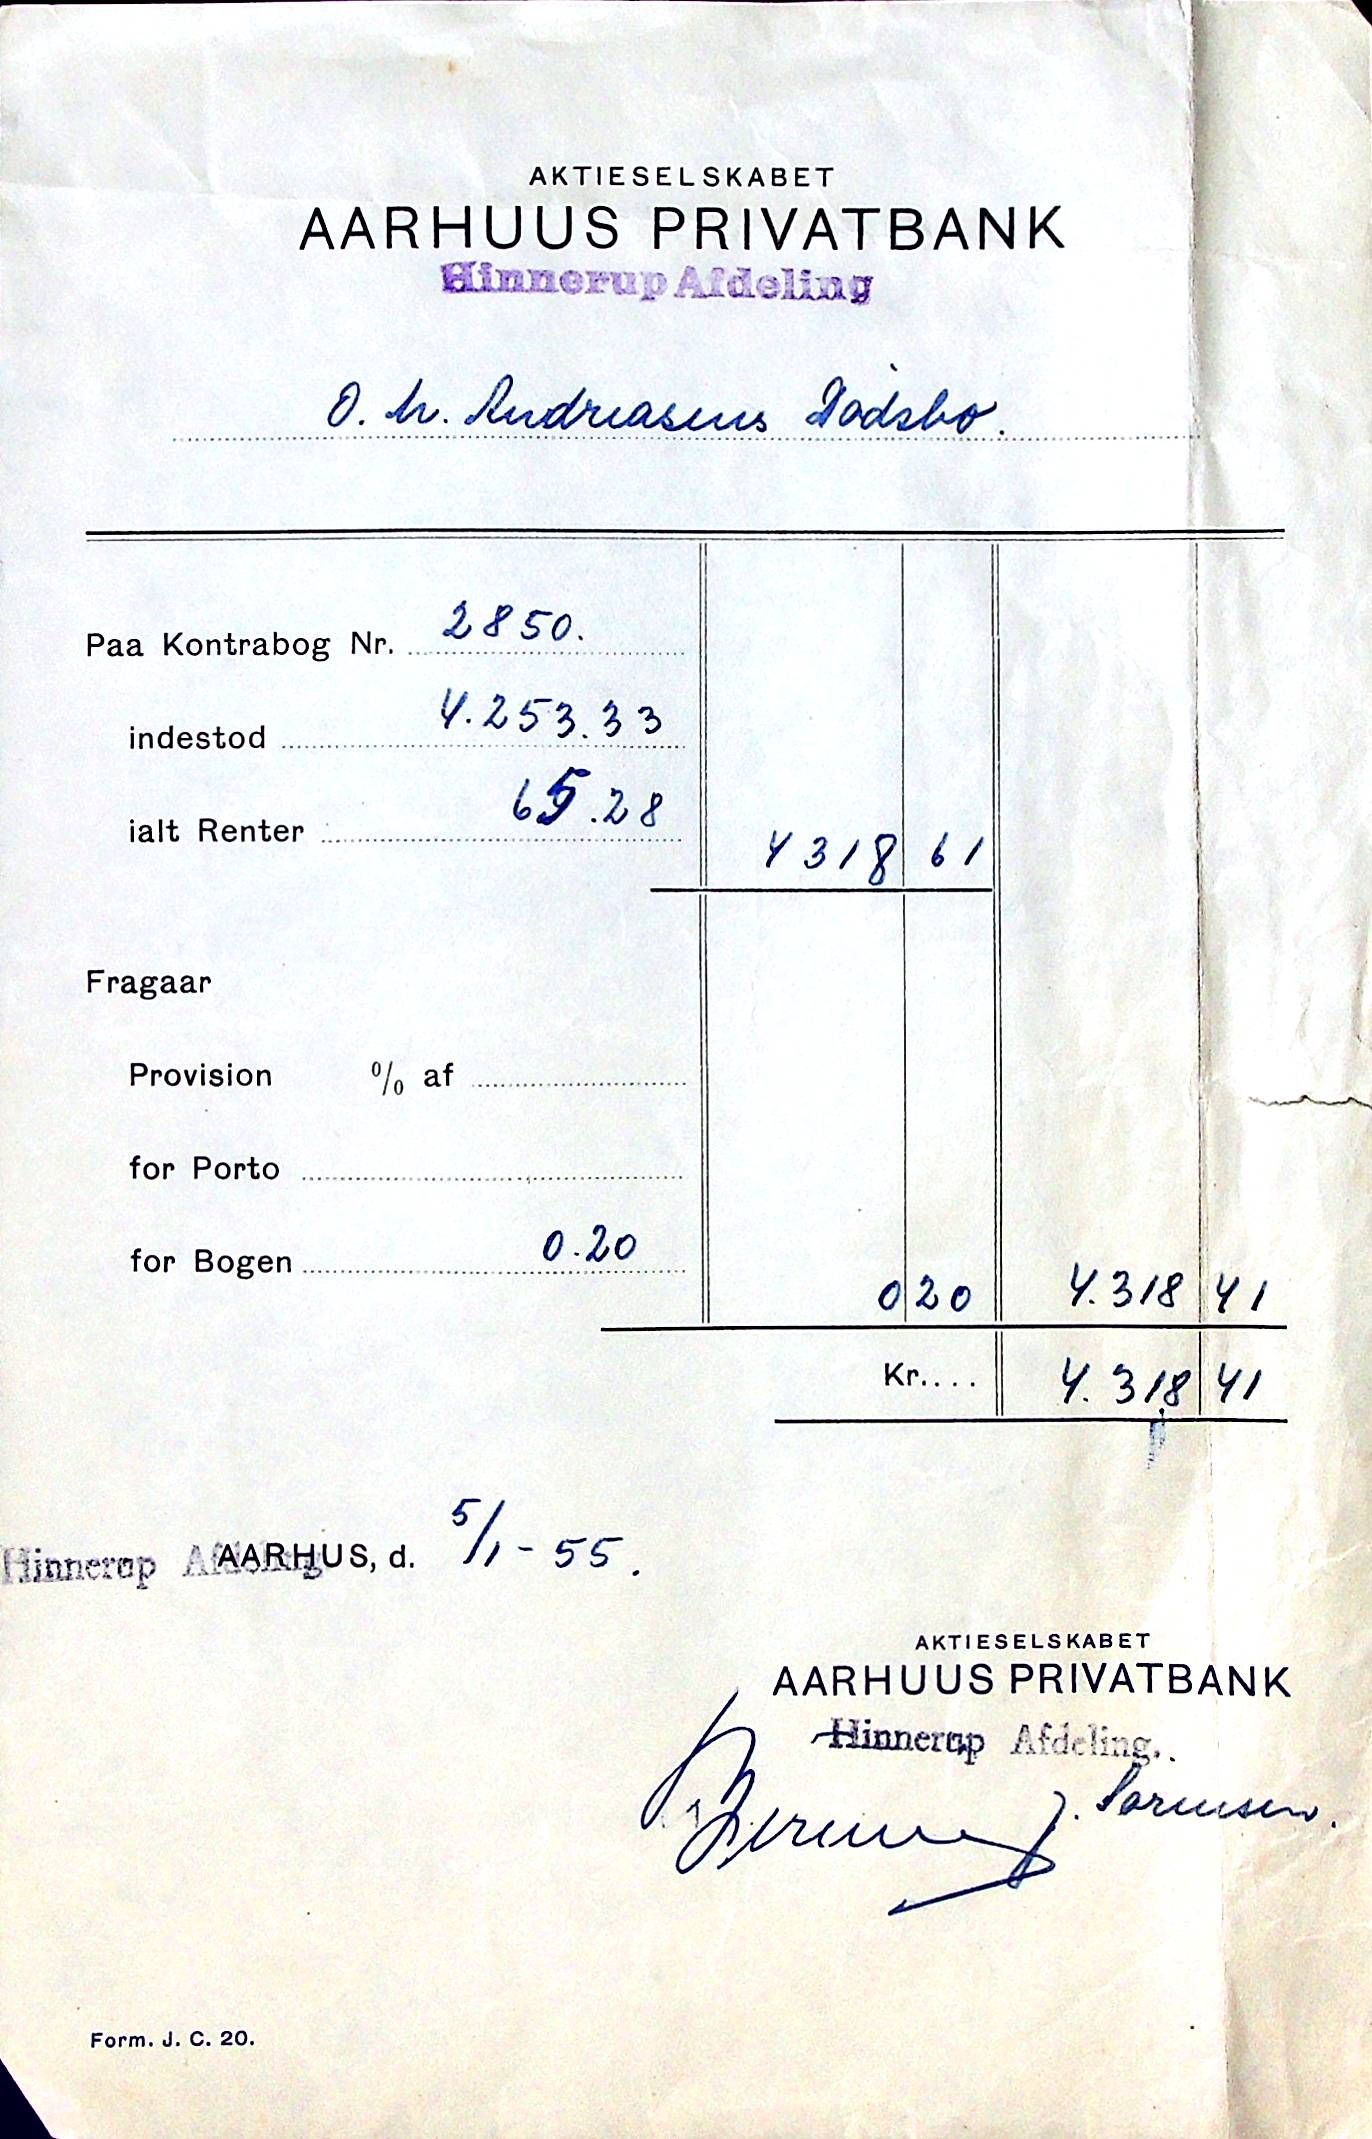 AKTIESELSKABET
AARHUUS PRIVATBANK
Hinnerup Afdeling
O. M. Andreasens Dødsbo.
Paa Kontrabog Nr. 2850.
indestod 4.253.33
ialt Renter 65.28
4318 61
Fragaar
Provision % af
for Porto
for Bogen 0.20
0 20 4.318 41
Kr.... 4.318 41
Hinnerup Afdeling AARHUS, d. 5/1 - 55.
AKTIESELSKABET
AARHUUS PRIVATBANK
Hinnerup Afdeling.
J. Sørensen.
Form. J. C. 20.